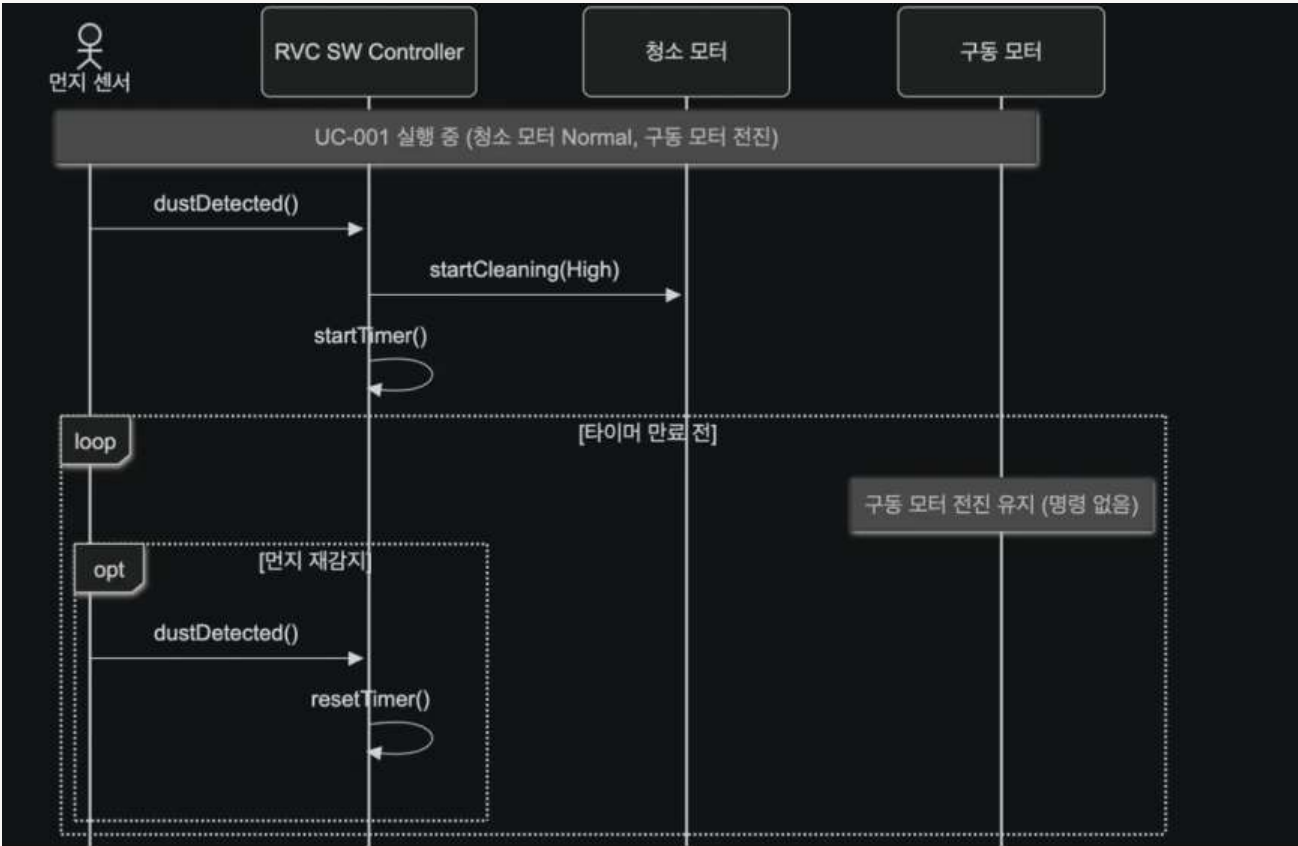 먼지 센서
RVC SW Controller
청소 모터
구동 모터
UC-001 실행 중 (청소 모터 Normal, 구동 모터 전진)
dustDetected()
startCleaning(High)
startTimer()
loop
[타이머 만료 전]
구동 모터 전진 유지 (명령 없음)
opt
[먼지 재감지]
dustDetected()
resetTimer()